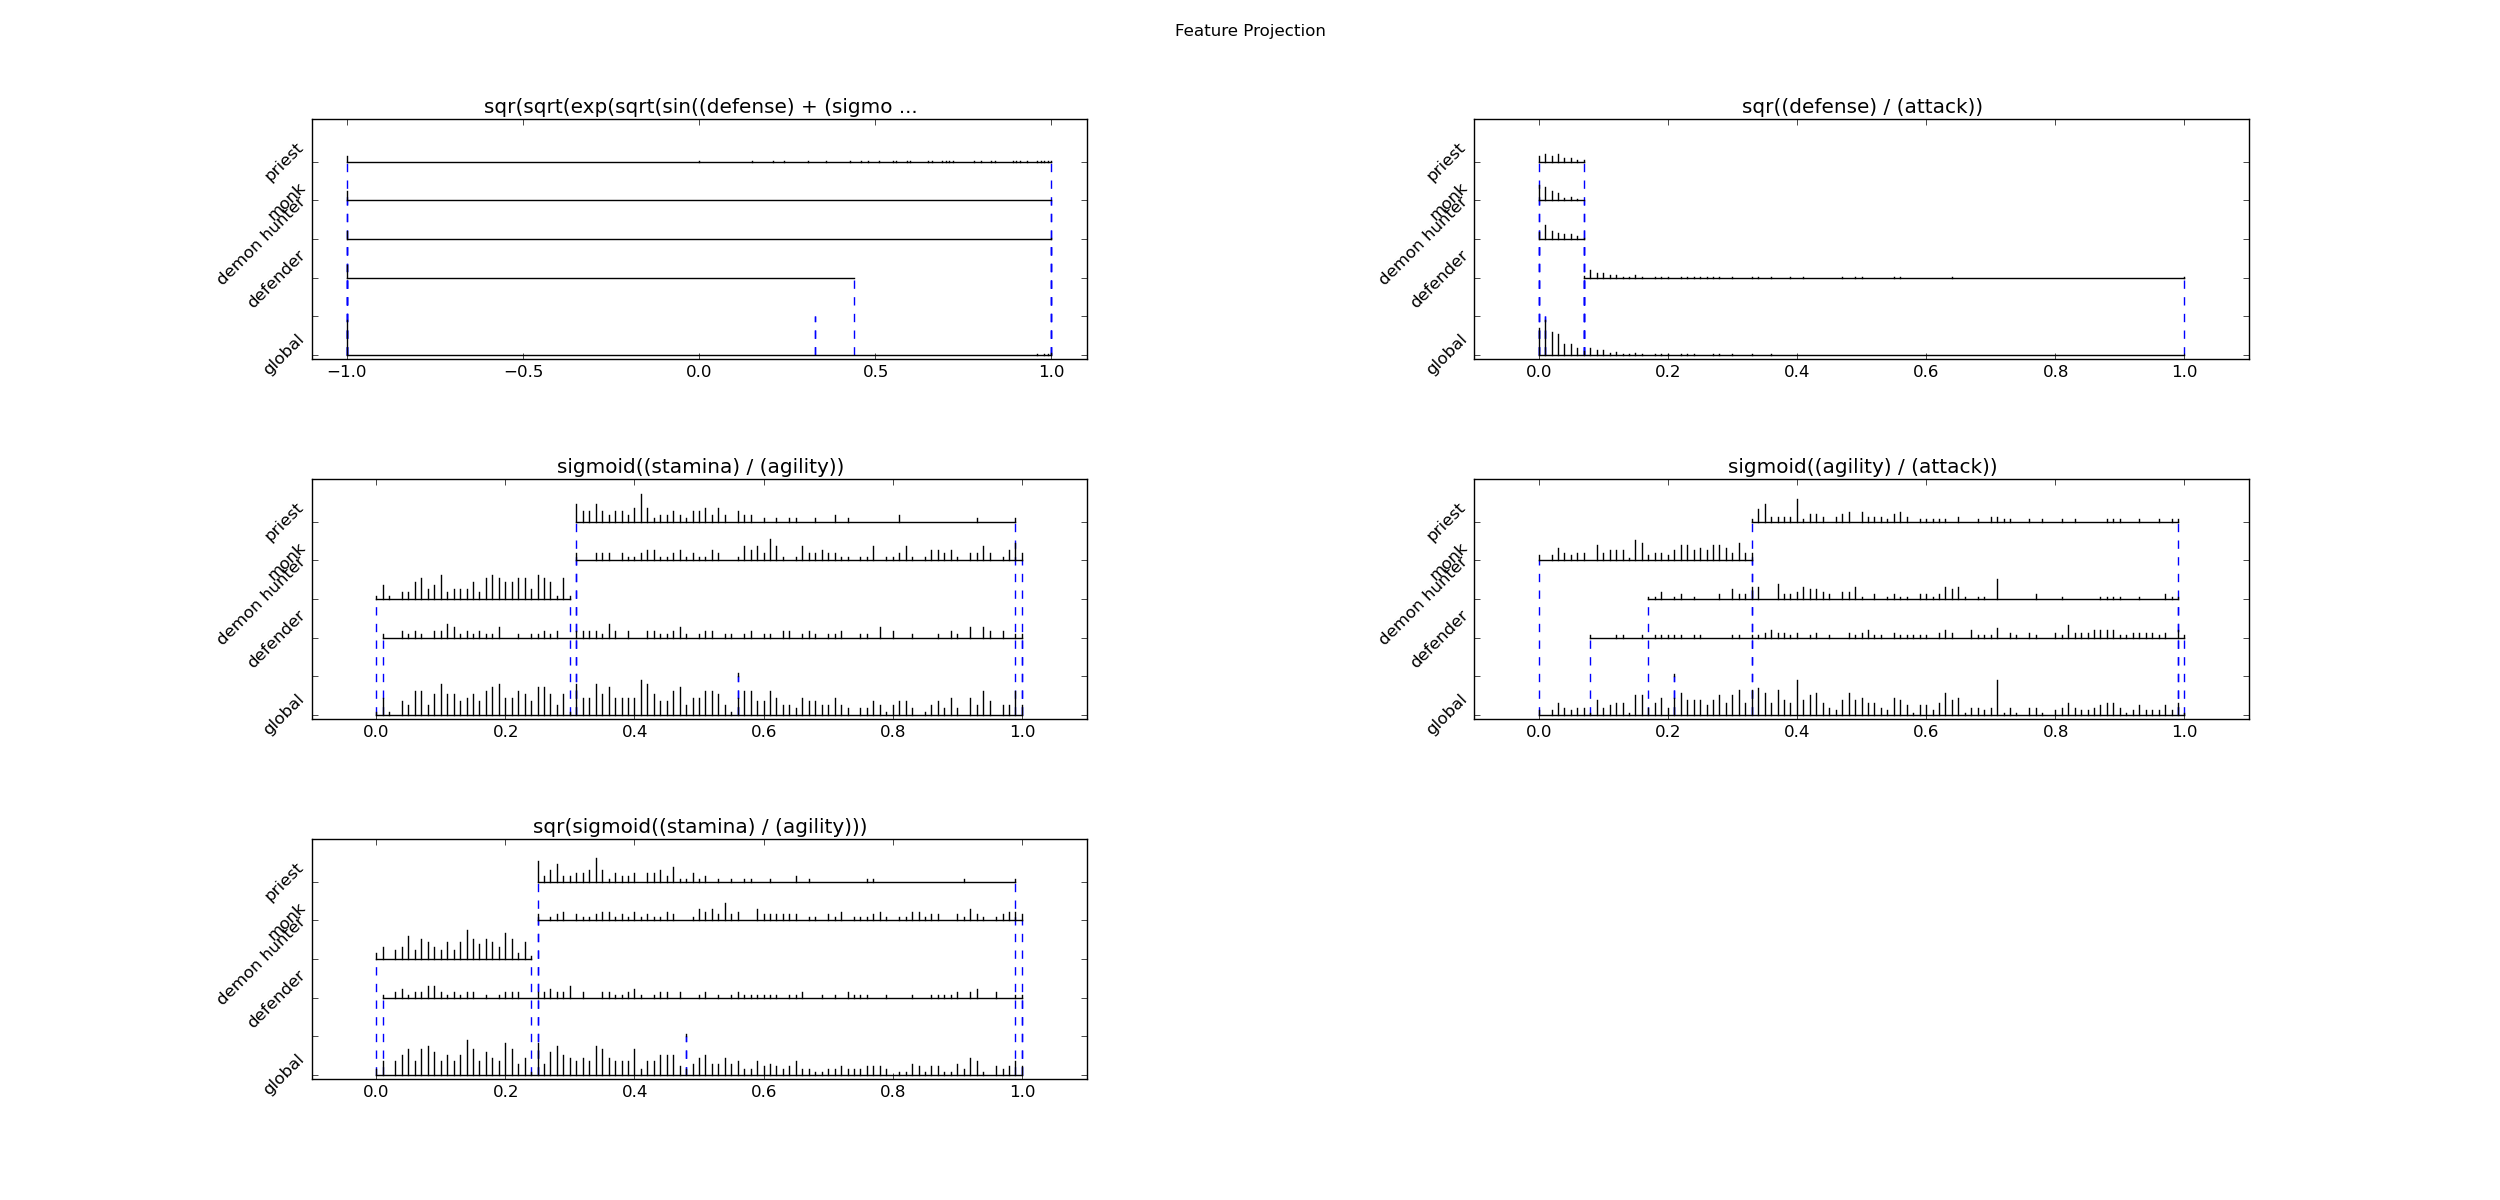 Feature Projection
sqr(sqrt(exp(sqrt(sin((defense) + (sigmo ...
priest
monk
demon hunter
defender
global
−1.0 −0.5 0.0 0.5 1.0
sqr((defense) / (attack))
priest
monk
demon hunter
defender
global
0.0 0.2 0.4 0.6 0.8 1.0
sigmoid((stamina) / (agility))
priest
monk
demon hunter
defender
global
0.0 0.2 0.4 0.6 0.8 1.0
sigmoid((agility) / (attack))
priest
monk
demon hunter
defender
global
0.0 0.2 0.4 0.6 0.8 1.0
sqr(sigmoid((stamina) / (agility)))
priest
monk
demon hunter
defender
global
0.0 0.2 0.4 0.6 0.8 1.0